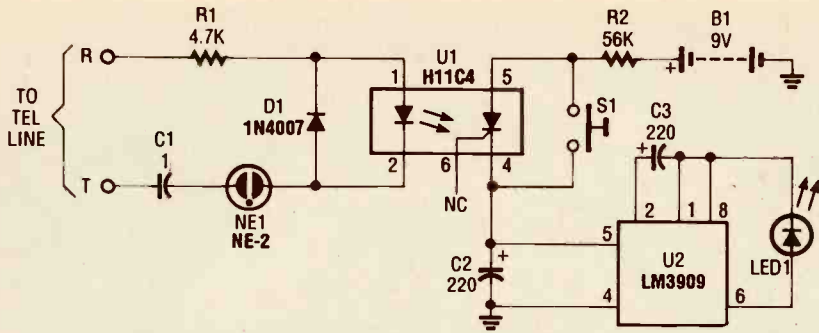 R1
4.7K
R2
56K
B1
9V
U1
H11C4
R
1
5
+
TO
TEL
LINE
D1
1N4007
S1
C3
220
+
C1
1
T
2
6
4
NC
NE1
NE-2
2
1
8
5
C2
220
+
U2
LM3909
LED1
4
6